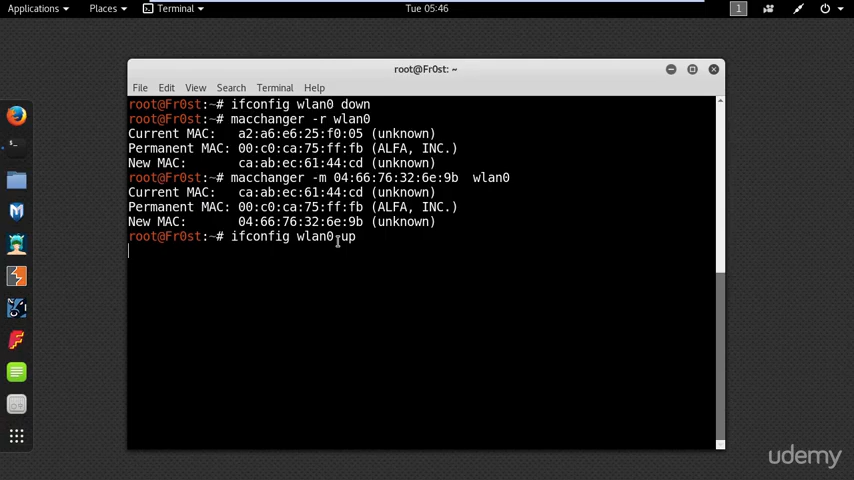 Applications Places Terminal Tue 05:46 1
root@Fr0st: ~
File Edit View Search Terminal Help
root@Fr0st:~# ifconfig wlan0 down
root@Fr0st:~# macchanger -r wlan0
Current MAC:   a2:a6:e6:25:f0:05 (unknown)
Permanent MAC: 00:c0:ca:75:ff:fb (ALFA, INC.)
New MAC:       ca:ab:ec:61:44:cd (unknown)
root@Fr0st:~# macchanger -m 04:66:76:32:6e:9b  wlan0
Current MAC:   ca:ab:ec:61:44:cd (unknown)
Permanent MAC: 00:c0:ca:75:ff:fb (ALFA, INC.)
New MAC:       04:66:76:32:6e:9b (unknown)
root@Fr0st:~# ifconfig wlan0 up
udemy